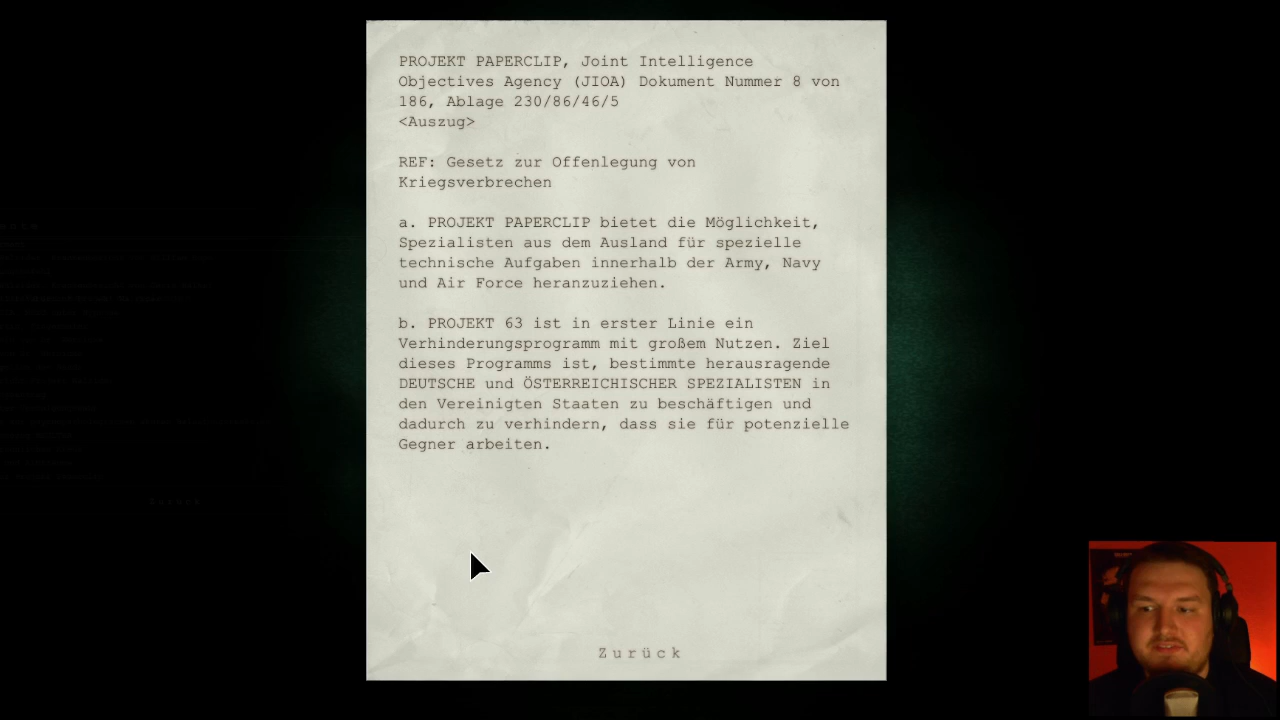 PROJEKT PAPERCLIP, Joint Intelligence
Objectives Agency (JIOA) Dokument Nummer 8 von
186, Ablage 230/86/46/5
<Auszug>
REF: Gesetz zur Offenlegung von
Kriegsverbrechen
a. PROJEKT PAPERCLIP bietet die Möglichkeit,
Spezialisten aus dem Ausland für spezielle
technische Aufgaben innerhalb der Army, Navy
und Air Force heranzuziehen.
b. PROJEKT 63 ist in erster Linie ein
Verhinderungsprogramm mit großem Nutzen. Ziel
dieses Programms ist, bestimmte herausragende
DEUTSCHE und ÖSTERREICHISCHER SPEZIALISTEN in
den Vereinigten Staaten zu beschäftigen und
dadurch zu verhindern, dass sie für potenzielle
Gegner arbeiten.
Zurück